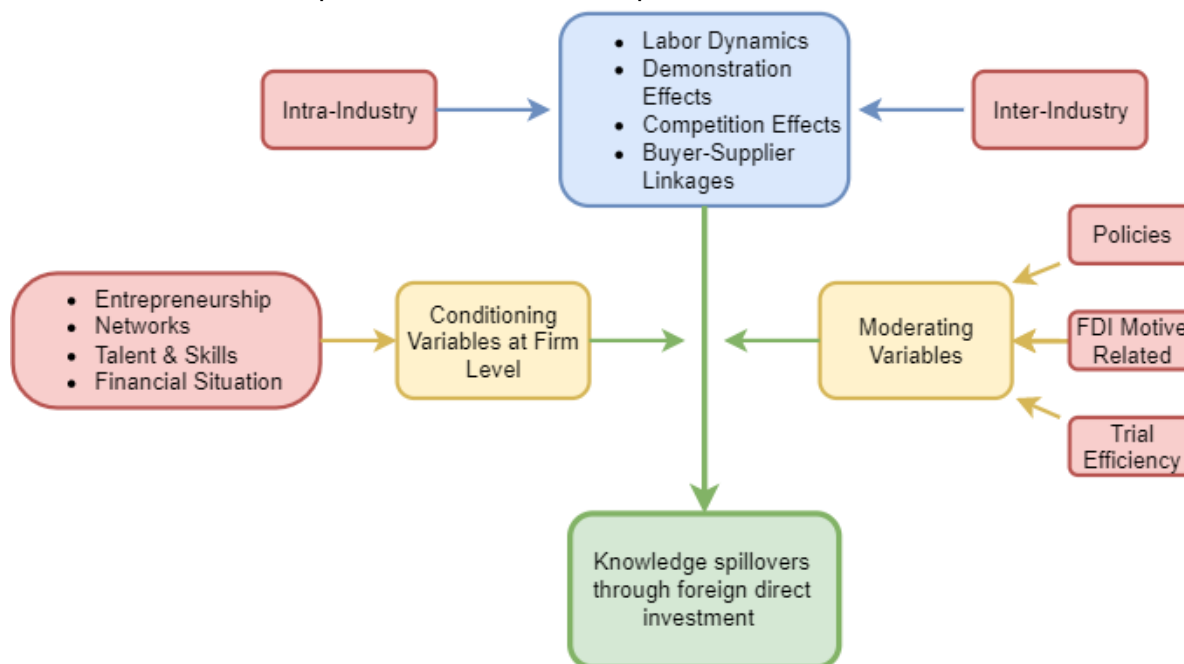 • Labor Dynamics
• Demonstration
Effects
• Competition Effects
• Buyer-Supplier
Linkages
Intra-Industry
Inter-Industry
Policies
• Entrepreneurship
• Networks
• Talent & Skills
• Financial Situation
Conditioning
Variables at Firm
Level
Moderating
Variables
FDI Motive
Related
Trial
Efficiency
Knowledge spillovers
through foreign direct
investment